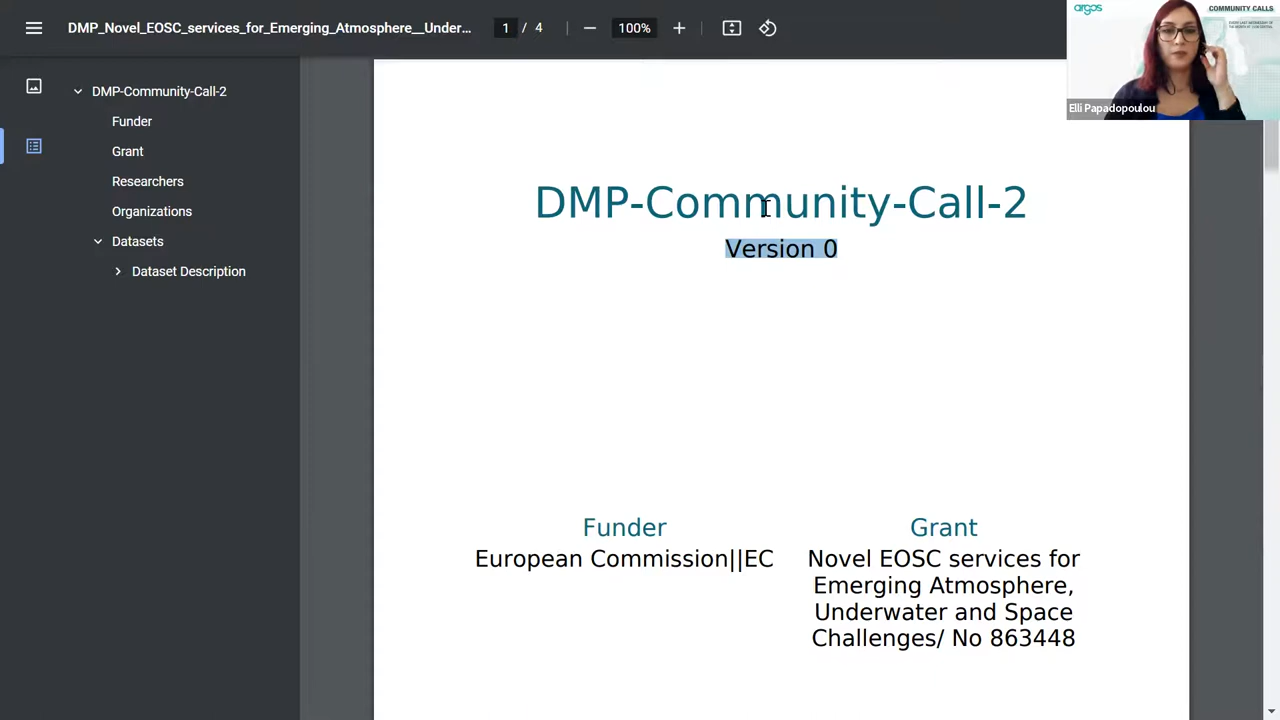 DMP_Novel_EOSC_services_for_Emerging_Atmosphere__Under...
1 / 4
100%
argos
COMMUNITY CALLS
Elli Papadopoulou
DMP-Community-Call-2
Funder
Grant
Researchers
Organizations
Datasets
Dataset Description
DMP-Community-Call-2
Version 0
Funder
European Commission||EC
Grant
Novel EOSC services for
Emerging Atmosphere,
Underwater and Space
Challenges/ No 863448